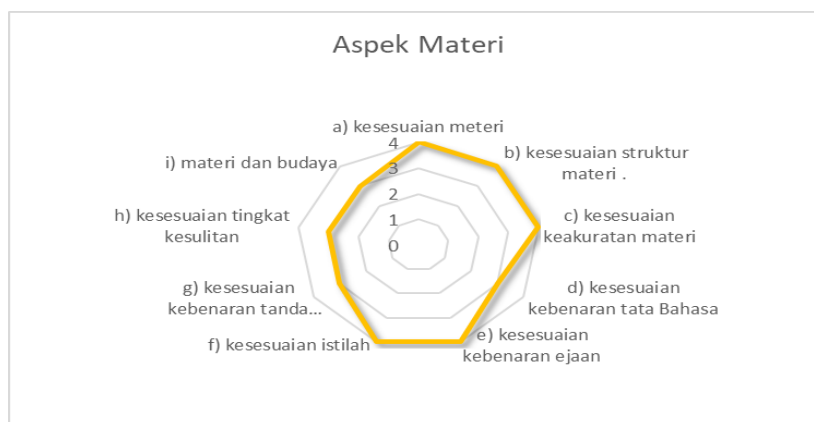 Aspek Materi
a) kesesuaian meteri
b) kesesuaian struktur
materi .
c) kesesuaian
keakuratan materi
d) kesesuaian
kebenaran tata Bahasa
e) kesesuaian
kebenaran ejaan
f) kesesuaian istilah
g) kesesuaian
kebenaran tanda...
h) kesesuaian tingkat
kesulitan
i) materi dan budaya
4
3
2
1
0